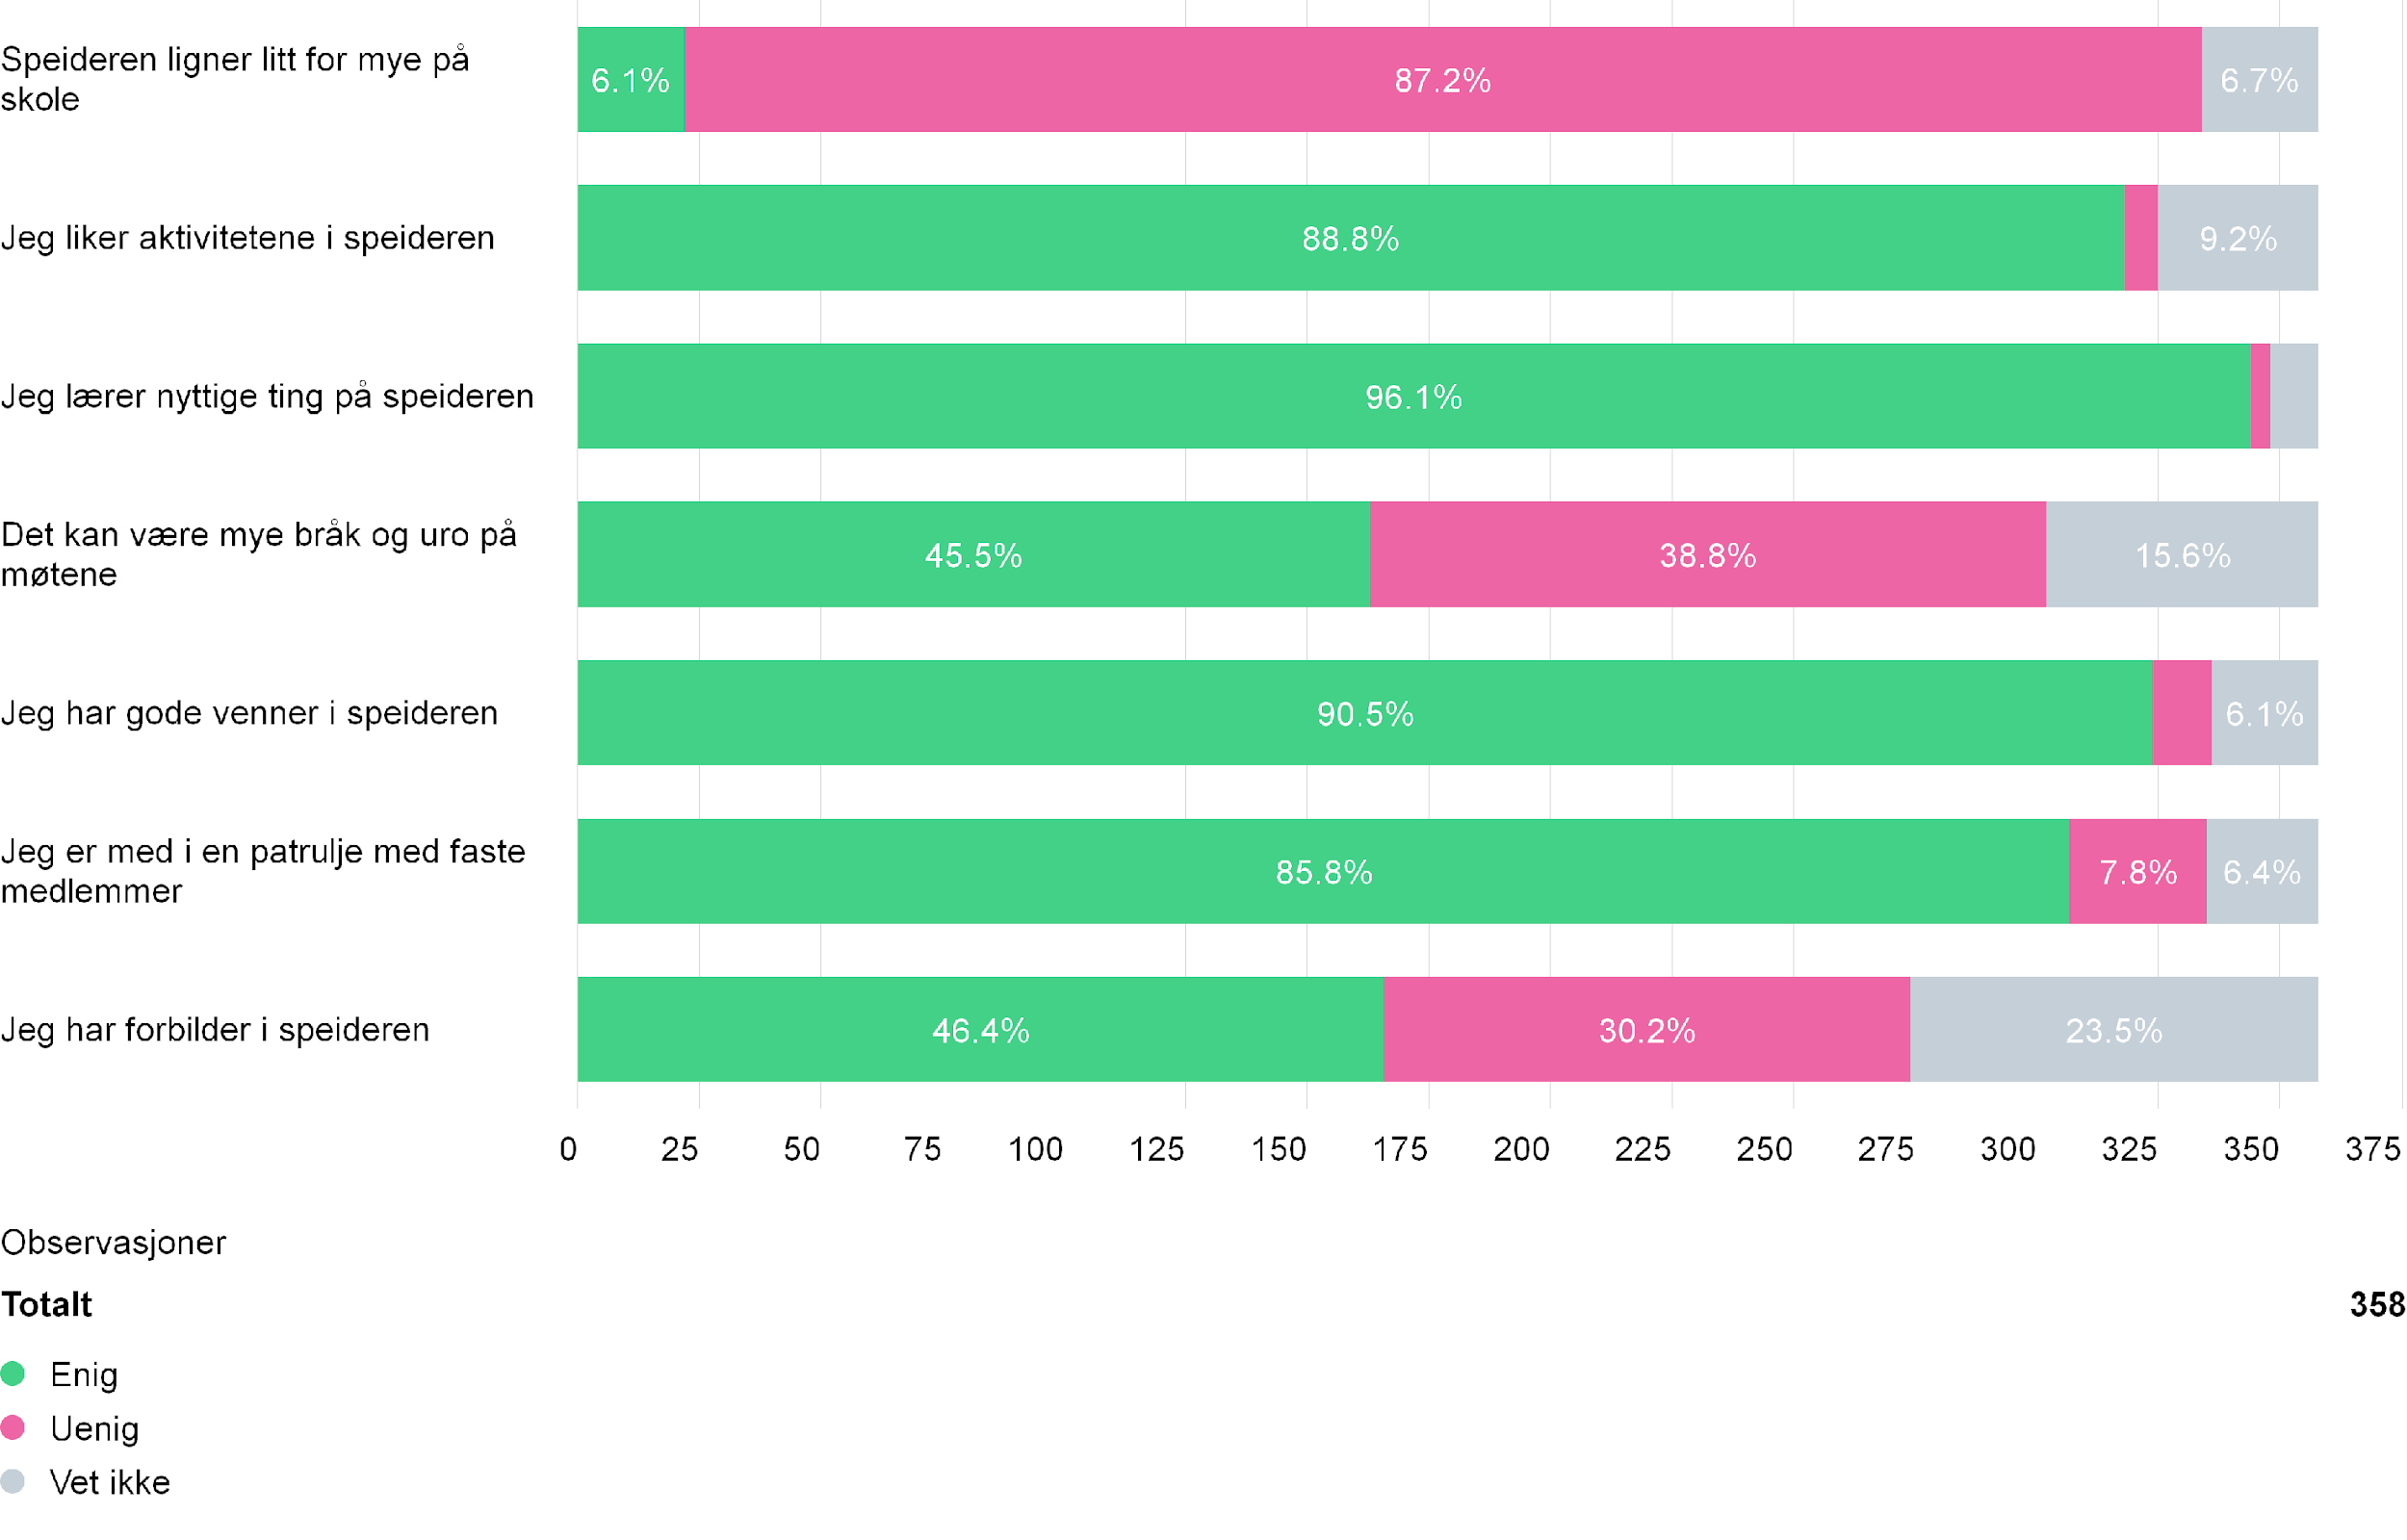 Speideren ligner litt for mye på
skole
6.1%
87.2%
6.7%
Jeg liker aktivitetene i speideren
88.8%
9.2%
Jeg lærer nyttige ting på speideren
96.1%
Det kan være mye bråk og uro på
møtene
45.5%
38.8%
15.6%
Jeg har gode venner i speideren
90.5%
6.1%
Jeg er med i en patrulje med faste
medlemmer
85.8%
7.8%
6.4%
Jeg har forbilder i speideren
46.4%
30.2%
23.5%
0 25 50 75 100 125 150 175 200 225 250 275 300 325 350 375
Observasjoner
Totalt 358
Enig
Uenig
Vet ikke